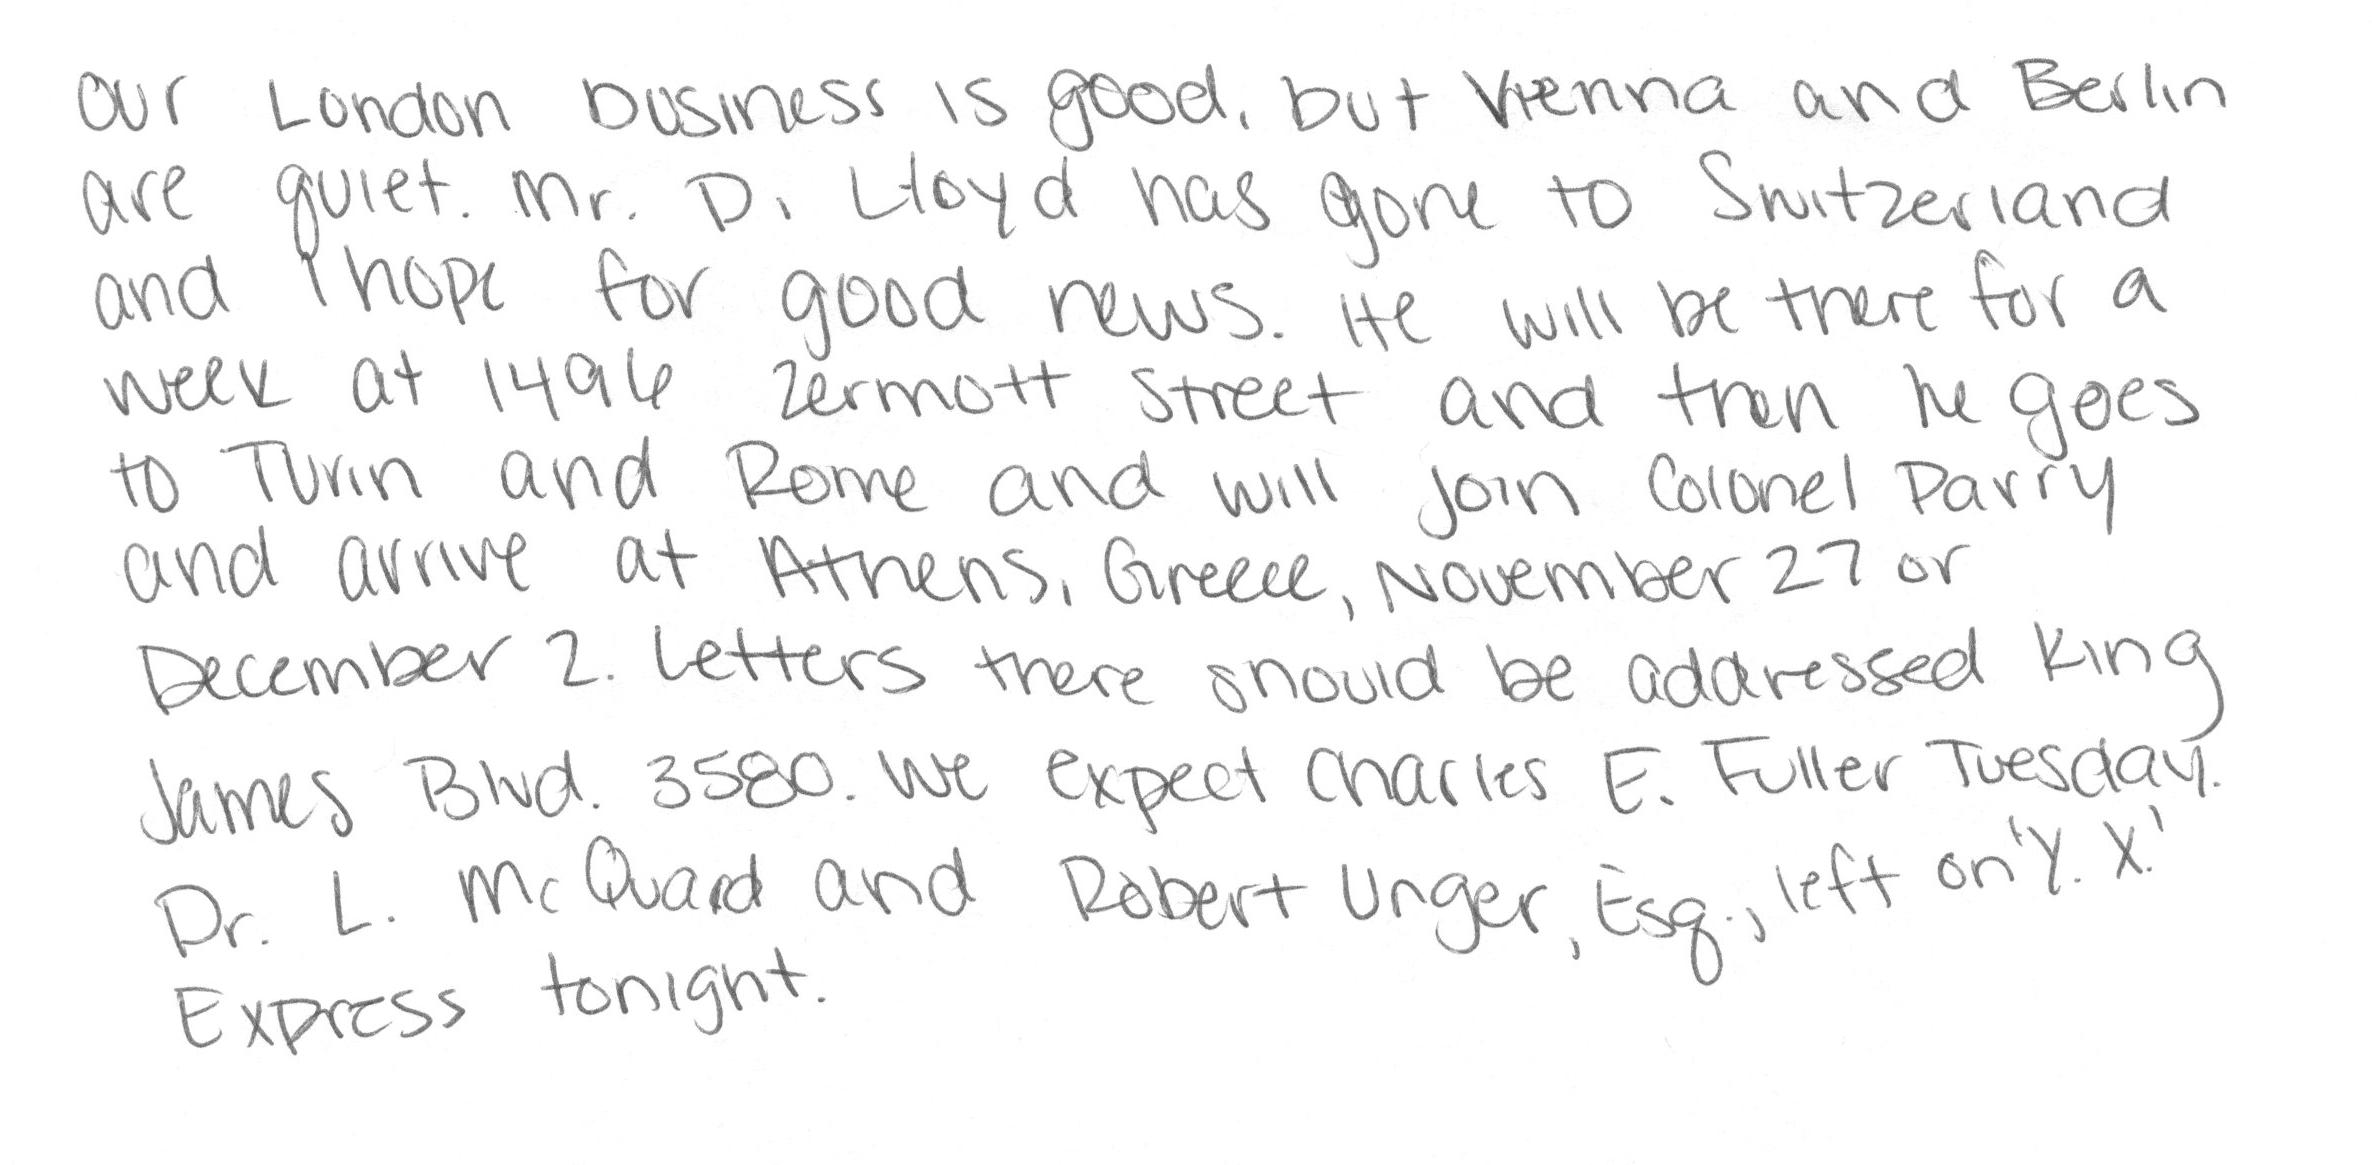 Our London business is good, but Vienna and Berlin
are quiet. Mr. D. Lloyd has gone to Switzerland
and I hope for good news. He will be there for a
week at 1496 Zermott Street and then he goes
to Turin and Rome and will join Colonel Parry
and arrive at Athens, Greece, November 27 or
December 2. Letters there should be addressed King
James Blvd. 3580. We expect Charles E. Fuller Tuesday.
Dr. L. McQuaid and Robert Unger, Esq., left on 'Y. X.'
Express tonight.